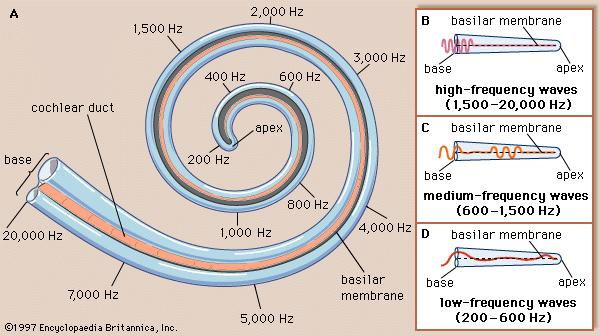 A
2,000 Hz
1,500 Hz
3,000 Hz
400 Hz
600 Hz
cochlear duct
apex
200 Hz
base
800 Hz
20,000 Hz
1,000 Hz
4,000 Hz
7,000 Hz
basilar
membrane
5,000 Hz
©1997 Encyclopaedia Britannica, Inc.
B
basilar membrane
base
apex
high–frequency waves
(1,500–20,000 Hz)
C
basilar membrane
base
apex
medium–frequency waves
(600–1,500 Hz)
D
basilar membrane
base
apex
low–frequency waves
(200–600 Hz)